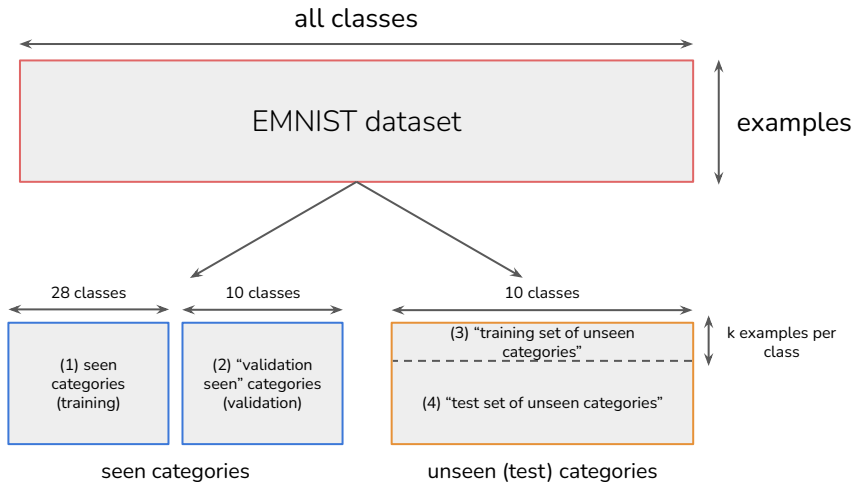 all classes
EMNIST dataset
examples
28 classes
10 classes
10 classes
(1) seen
categories
(training)
(2) “validation
seen” categories
(validation)
(3) “training set of unseen
categories”
k examples per
class
(4) “test set of unseen categories”
seen categories
unseen (test) categories